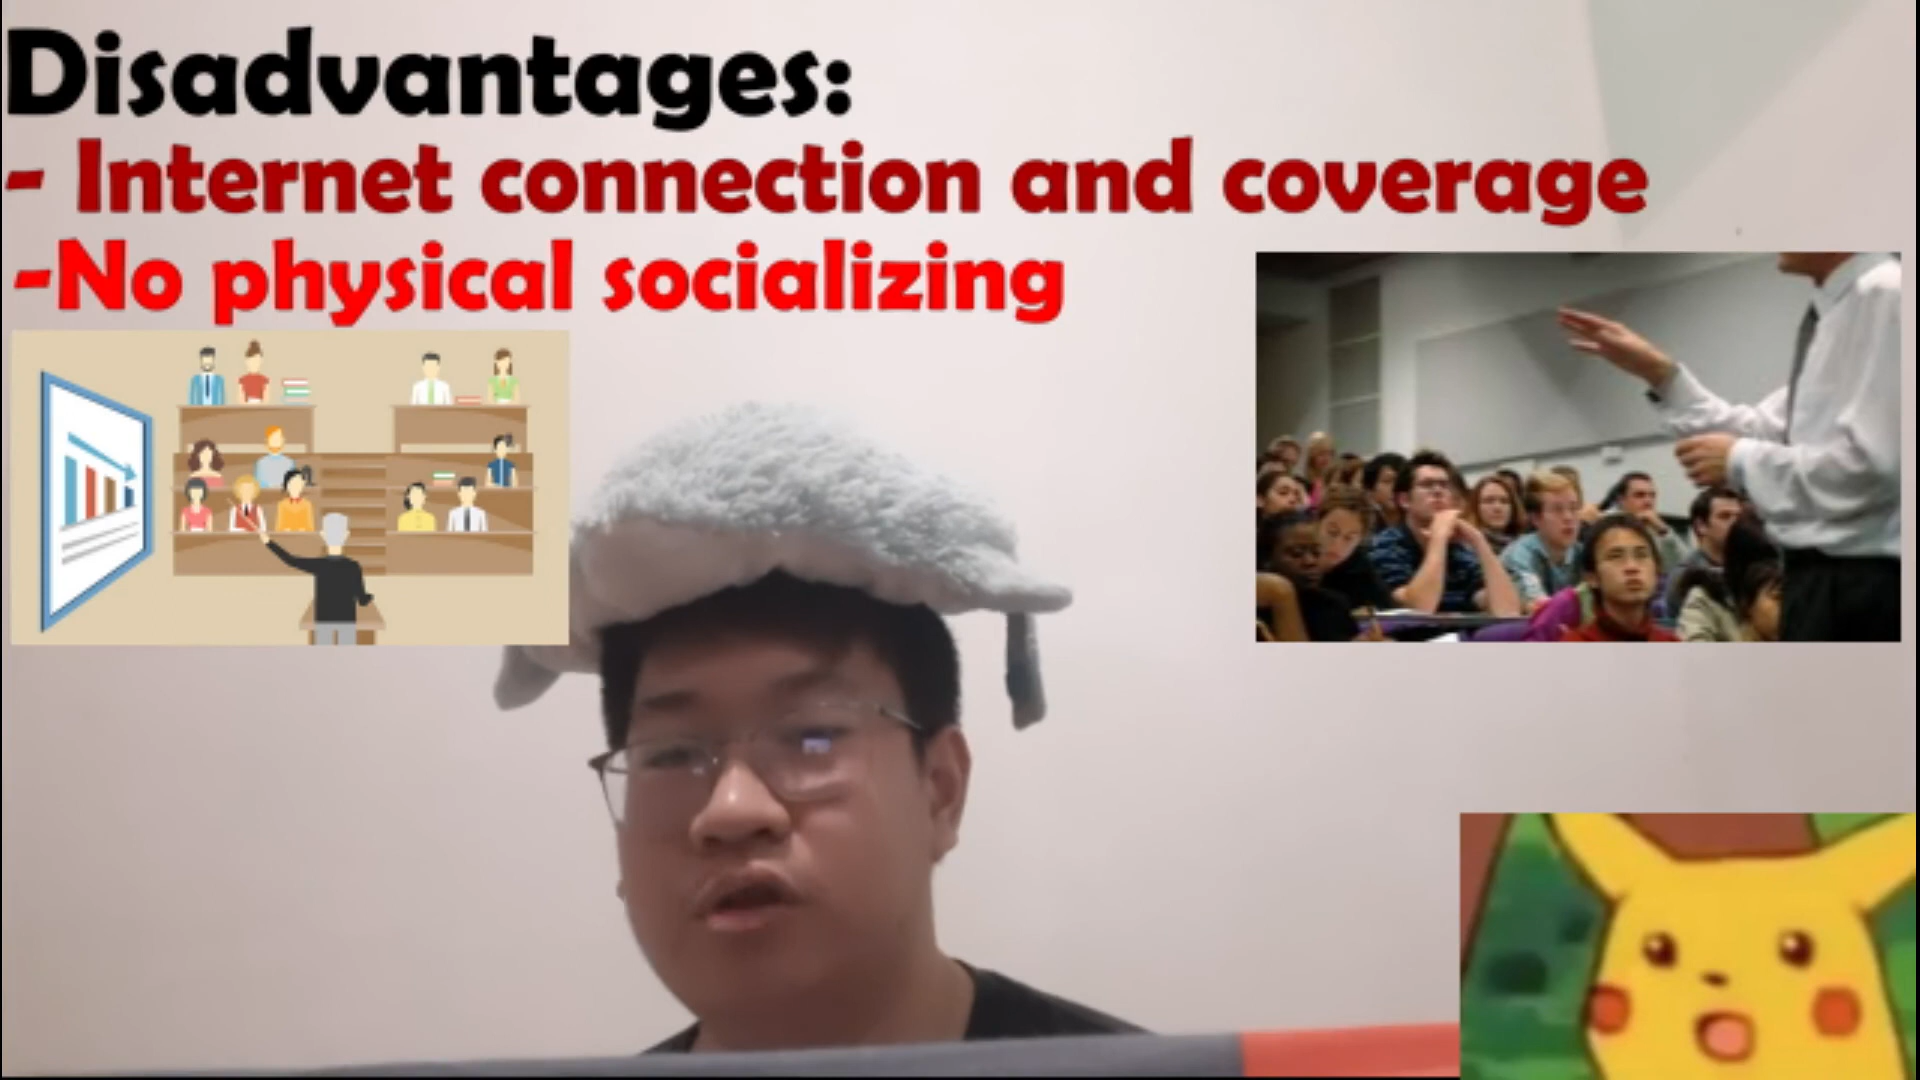 Disadvantages:
- Internet connection and coverage
-No physical socializing